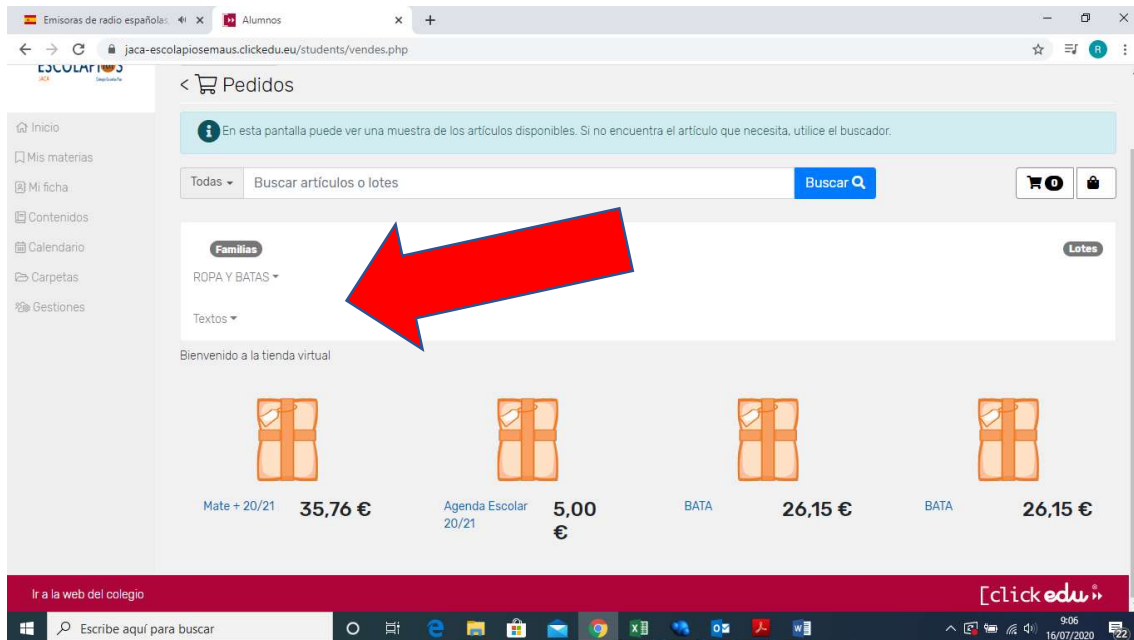 Emisoras de radio españolas
Alumnos
jaca-escolapiosemaus.clickedu.eu/students/vendes.php
R
ESCOLAPIOS
JACA
Pedidos
En esta pantalla puede ver una muestra de los artículos disponibles. Si no encuentra el artículo que necesita, utilice el buscador.
Inicio
Mis materias
Mi ficha
Contenidos
Calendario
Carpetas
Gestiones
Todas
Buscar artículos o lotes
Buscar
0
Familias
Lotes
ROPA Y BATAS
Textos
Bienvenido a la tienda virtual
Mate + 20/21
35,76 €
Agenda Escolar
20/21
5,00
€
BATA
26,15 €
BATA
26,15 €
Ir a la web del colegio
[clickedu
Escribe aquí para buscar
9:06
16/07/2020
22